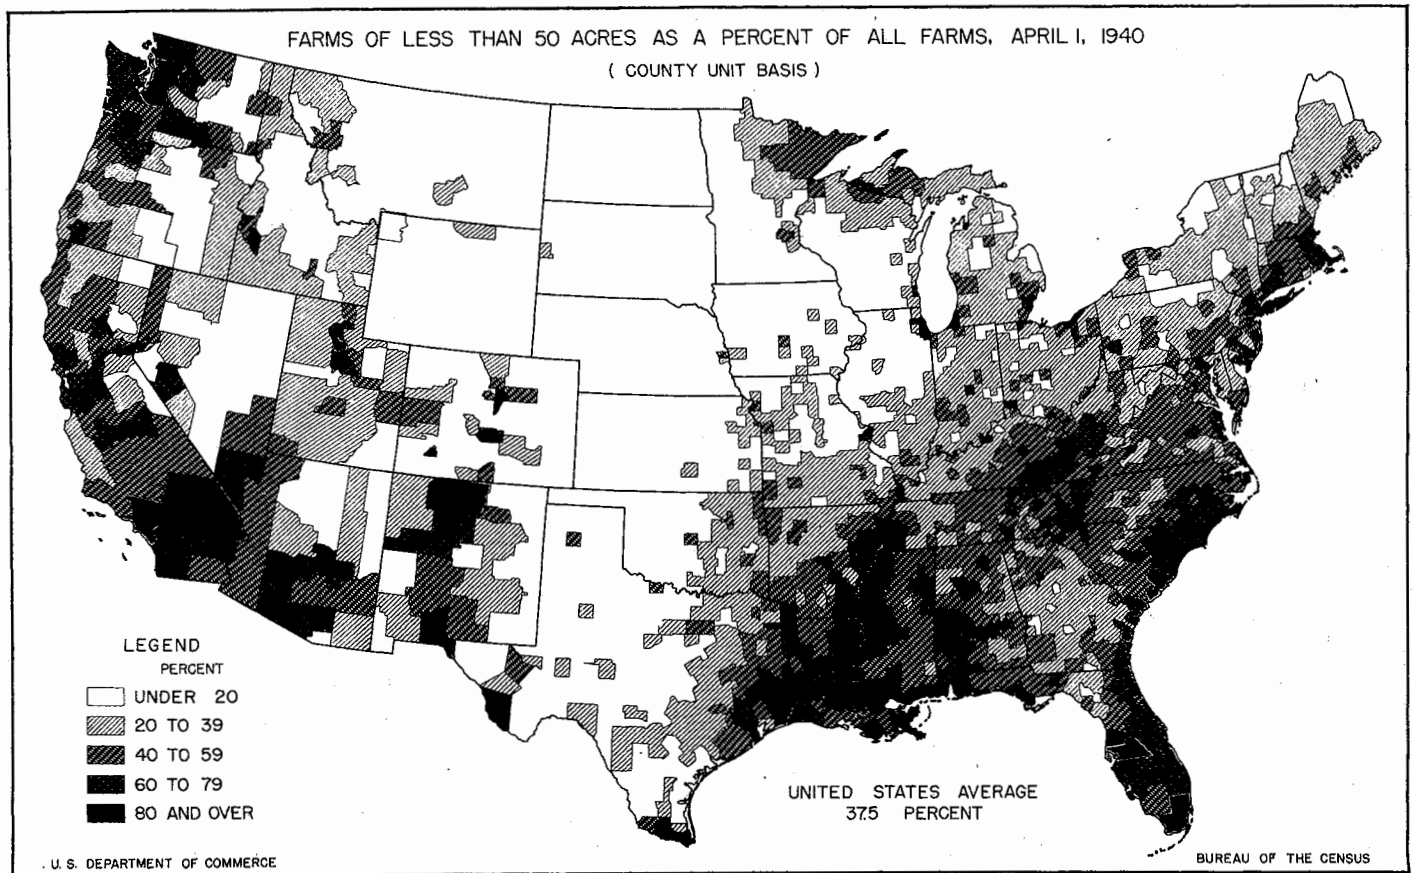 FARMS OF LESS THAN 50 ACRES AS A PERCENT OF ALL FARMS, APRIL 1, 1940
( COUNTY UNIT BASIS )
LEGEND
PERCENT
UNDER 20
20 TO 39
40 TO 59
60 TO 79
80 AND OVER
UNITED STATES AVERAGE
37.5 PERCENT
U. S. DEPARTMENT OF COMMERCE
BUREAU OF THE CENSUS